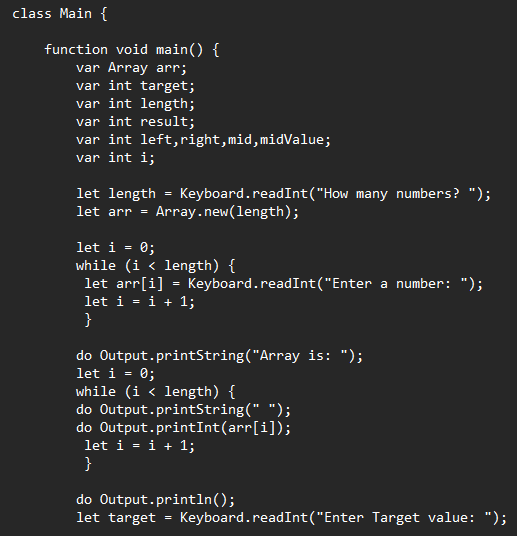 class Main {
function void main() {
var Array arr;
var int target;
var int length;
var int result;
var int left,right,mid,midValue;
var int i;
let length = Keyboard.readInt("How many numbers? ");
let arr = Array.new(length);
let i = 0;
while (i < length) {
let arr[i] = Keyboard.readInt("Enter a number: ");
let i = i + 1;
}
do Output.printString("Array is: ");
let i = 0;
while (i < length) {
do Output.printString(" ");
do Output.printInt(arr[i]);
let i = i + 1;
}
do Output.println();
let target = Keyboard.readInt("Enter Target value: ");